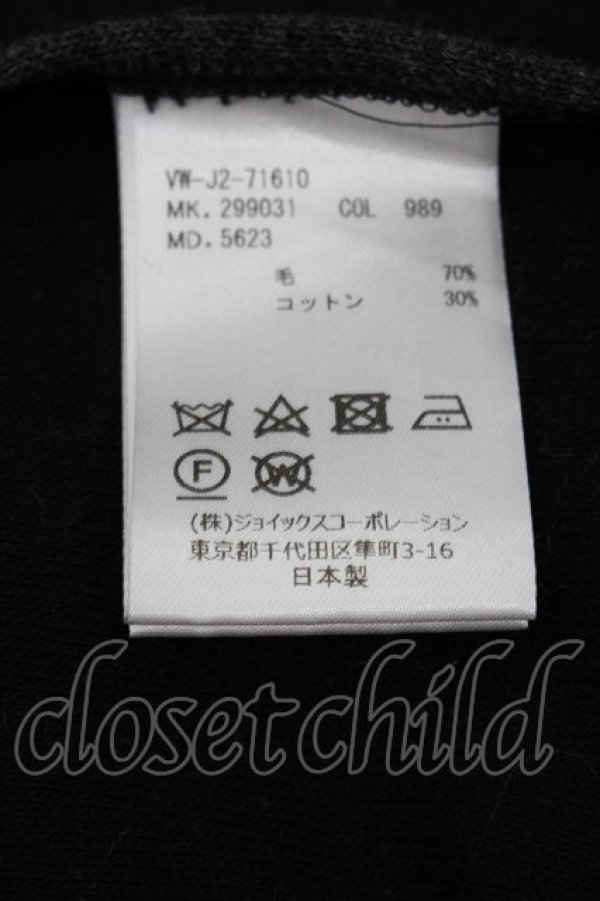 VW-J2-71610
MK. 299031 COL 989
MD. 5623
毛 70%
コットン 30%
F
W
(株)ジョイックスコーポレーション
東京都千代田区隼町3-16
日本製
closet child